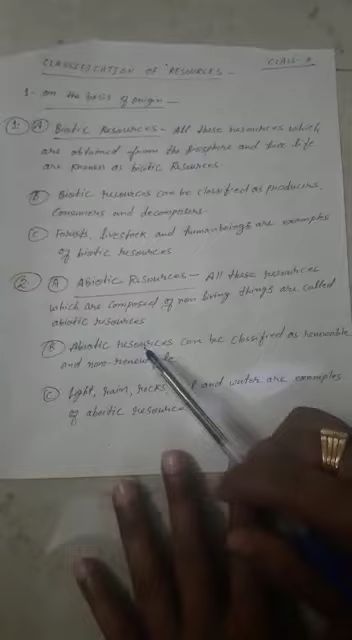 CLASSIFICATION OF RESOURCES - CLASS-
1- on the basis of origin -
1. A Biotic Resources - All these resources which
are obtained from the biosphere and have life
are known as biotic Resources
B Biotic resources can be classified as producers,
Consumers and decomposers
C Forests, livestock and human beings are examples
of biotic resources
2. A Abiotic Resources - All these resources
which are composed of non living things are called
abiotic resources
B Abiotic resources can be classified as renewable
and non-renewable
C Light, rain, rocks, and water are examples
of abiotic resources